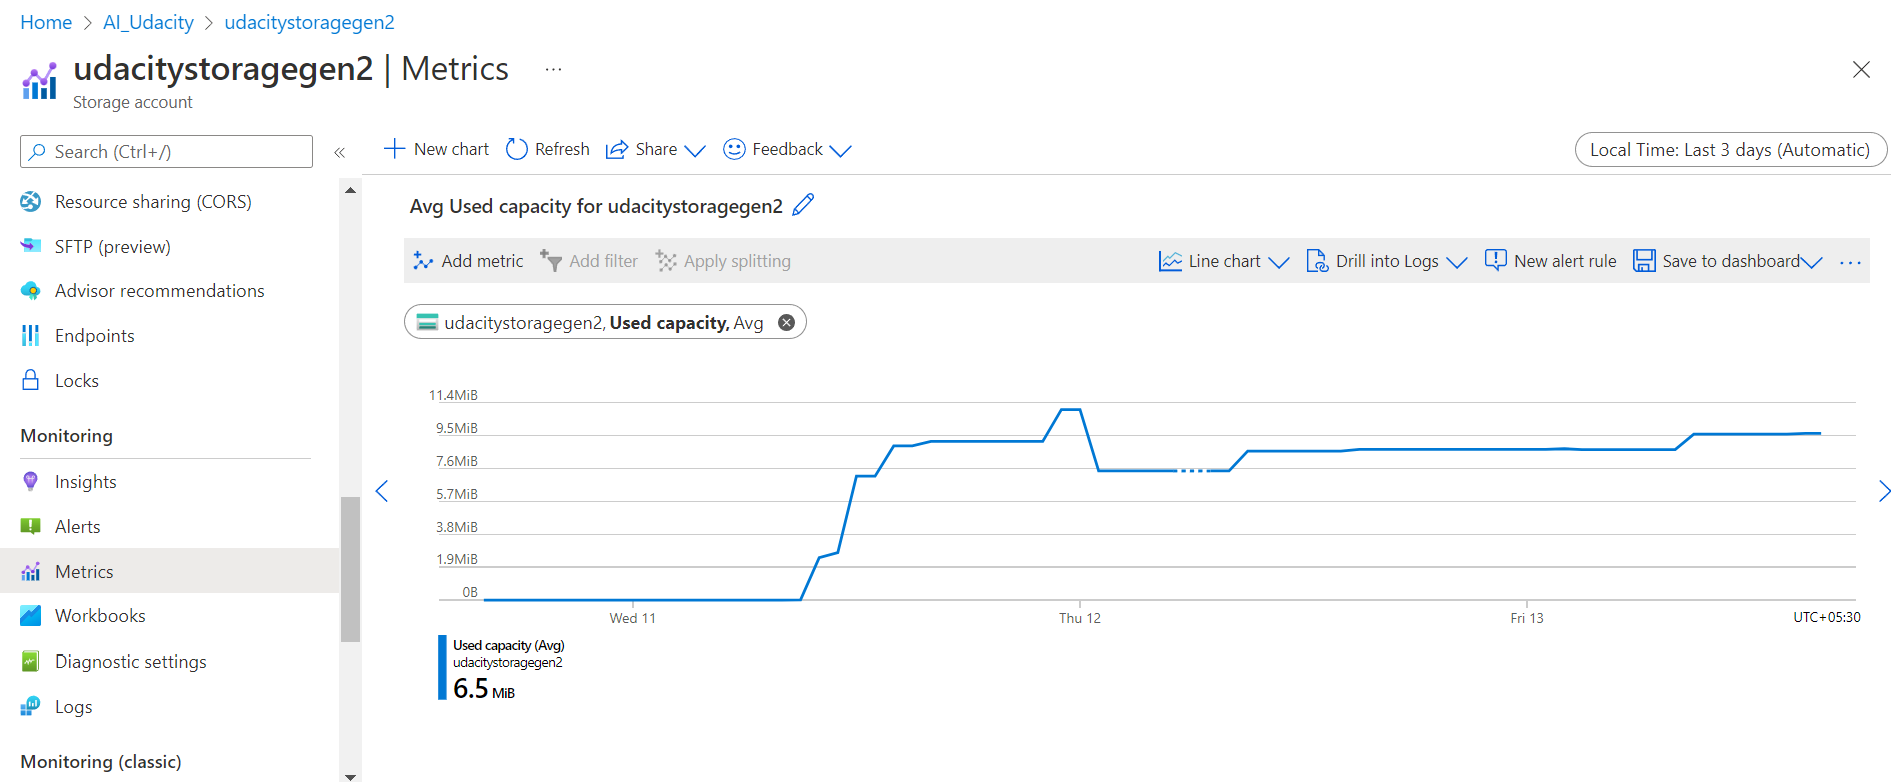 Home > AI_Udacity > udacitystoragegen2
udacitystoragegen2 | Metrics ...
Storage account
Search (Ctrl+/)
«
Resource sharing (CORS)
SFTP (preview)
Advisor recommendations
Endpoints
Locks
Monitoring
Insights
Alerts
Metrics
Workbooks
Diagnostic settings
Logs
Monitoring (classic)
New chart Refresh Share Feedback
Local Time: Last 3 days (Automatic)
Avg Used capacity for udacitystoragegen2
Add metric Add filter Apply splitting Line chart Drill into Logs New alert rule Save to dashboard ...
udacitystoragegen2, Used capacity, Avg
11.4MiB
9.5MiB
7.6MiB
5.7MiB
3.8MiB
1.9MiB
0B
Wed 11 Thu 12 Fri 13 UTC+05:30
Used capacity (Avg)
udacitystoragegen2
6.5 MiB